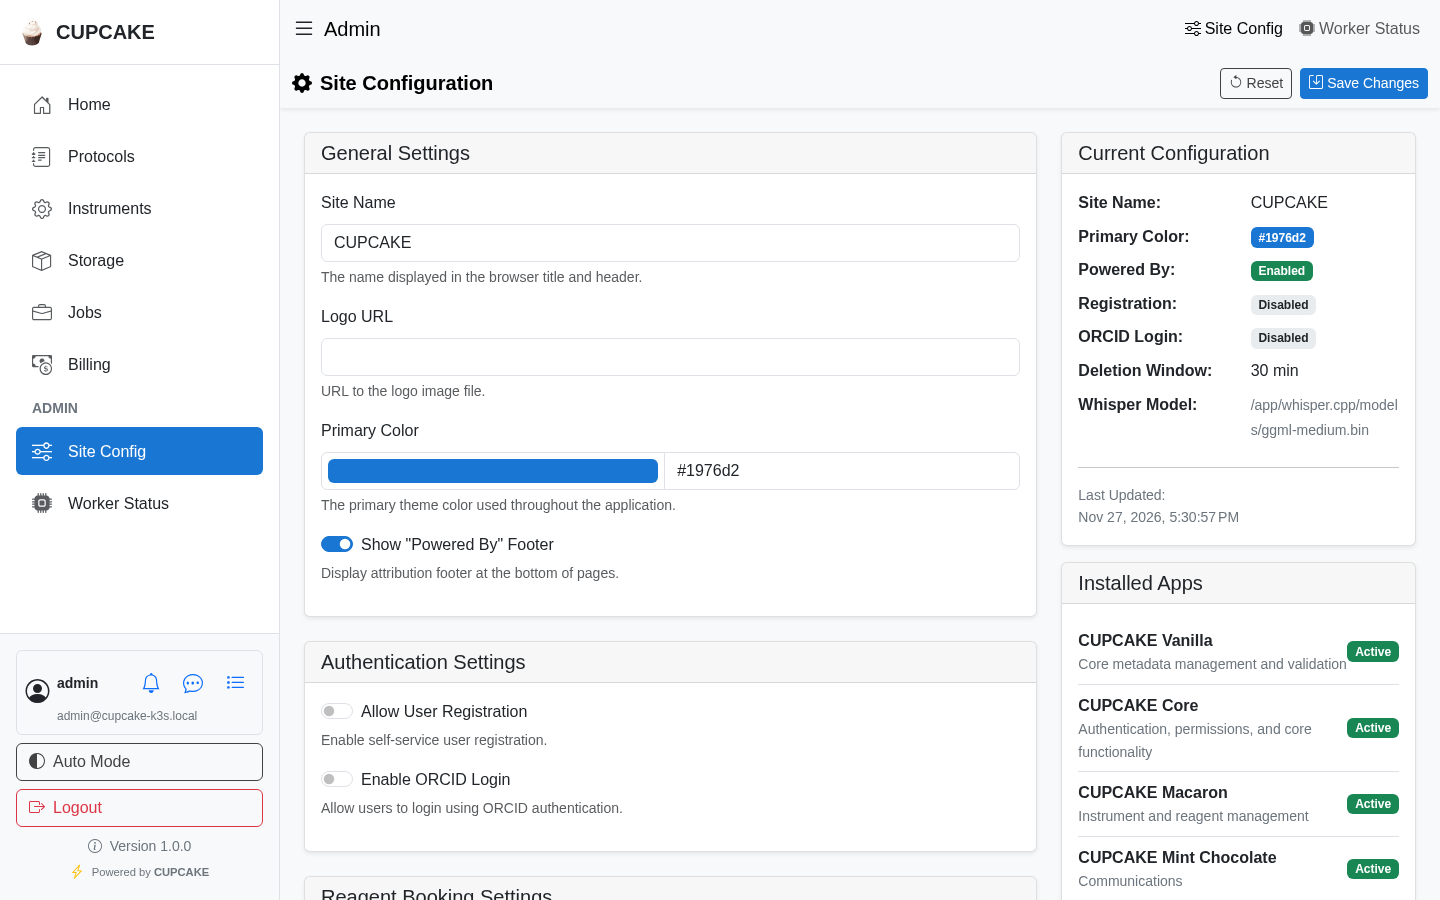 CUPCAKE
Home
Protocols
Instruments
Storage
Jobs
Billing
ADMIN
Site Config
Worker Status
admin
admin@cupcake-k3s.local
Auto Mode
Logout
Version 1.0.0
Powered by CUPCAKE
Admin
Site Config
Worker Status
Site Configuration
Reset
Save Changes
General Settings
Site Name
CUPCAKE
The name displayed in the browser title and header.
Logo URL
URL to the logo image file.
Primary Color
#1976d2
The primary theme color used throughout the application.
Show "Powered By" Footer
Display attribution footer at the bottom of pages.
Authentication Settings
Allow User Registration
Enable self-service user registration.
Enable ORCID Login
Allow users to login using ORCID authentication.
Reagent Booking Settings
Current Configuration
Site Name: CUPCAKE
Primary Color: #1976d2
Powered By: Enabled
Registration: Disabled
ORCID Login: Disabled
Deletion Window: 30 min
Whisper Model: /app/whisper.cpp/model
s/ggml-medium.bin
Last Updated:
Nov 27, 2026, 5:30:57 PM
Installed Apps
CUPCAKE Vanilla
Core metadata management and validation
Active
CUPCAKE Core
Authentication, permissions, and core
functionality
Active
CUPCAKE Macaron
Instrument and reagent management
Active
CUPCAKE Mint Chocolate
Communications
Active